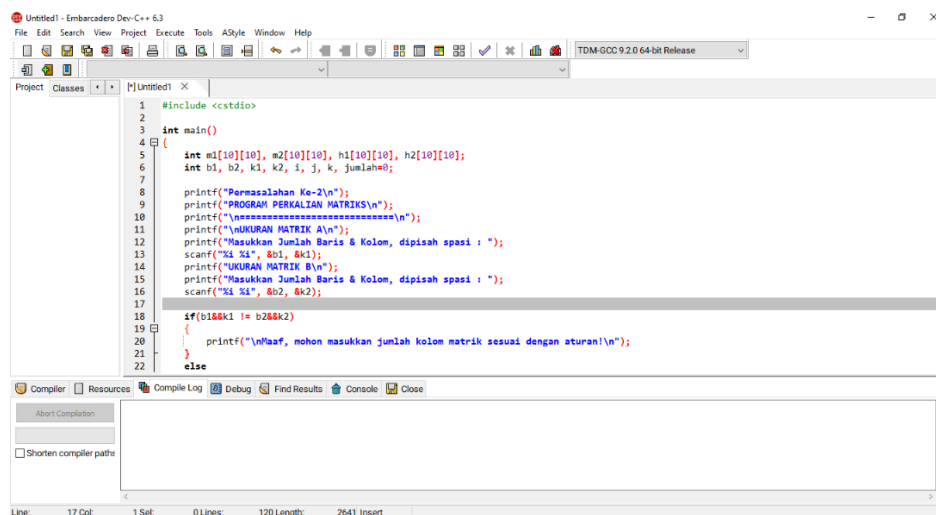 Untitled1 - Embarcadero Dev-C++ 6.3
File Edit Search View Project Execute Tools AStyle Window Help
TDM-GCC 9.2.0 64-bit Release
Project Classes [*] Untitled1
1 #include <cstdio>
2
3 int main()
4 {
5 int m1[10][10], m2[10][10], h1[10][10], h2[10][10];
6 int b1, b2, k1, k2, i, j, k, jumlah=0;
7
8 printf("Permasalahan Ke-2\n");
9 printf("PROGRAM PERKALIAN MATRIKS\n");
10 printf("\n=============================\n");
11 printf("\nUKURAN MATRIK A\n");
12 printf("Masukkan Jumlah Baris & Kolom, dipisah spasi : ");
13 scanf("%i %i", &b1, &k1);
14 printf("UKURAN MATRIK B\n");
15 printf("Masukkan Jumlah Baris & Kolom, dipisah spasi : ");
16 scanf("%i %i", &b2, &k2);
17
18 if(b1&&k1 != b2&&k2)
19 {
20 printf("\nMaaf, mohon masukkan jumlah kolom matrik sesuai dengan aturan!\n");
21 }
22 else
Compiler Resources Compile Log Debug Find Results Console Close
Abort Compilation
Shorten compiler paths
Line: 17 Col: 1 Sel: 0 Lines: 120 Length: 2641 Insert